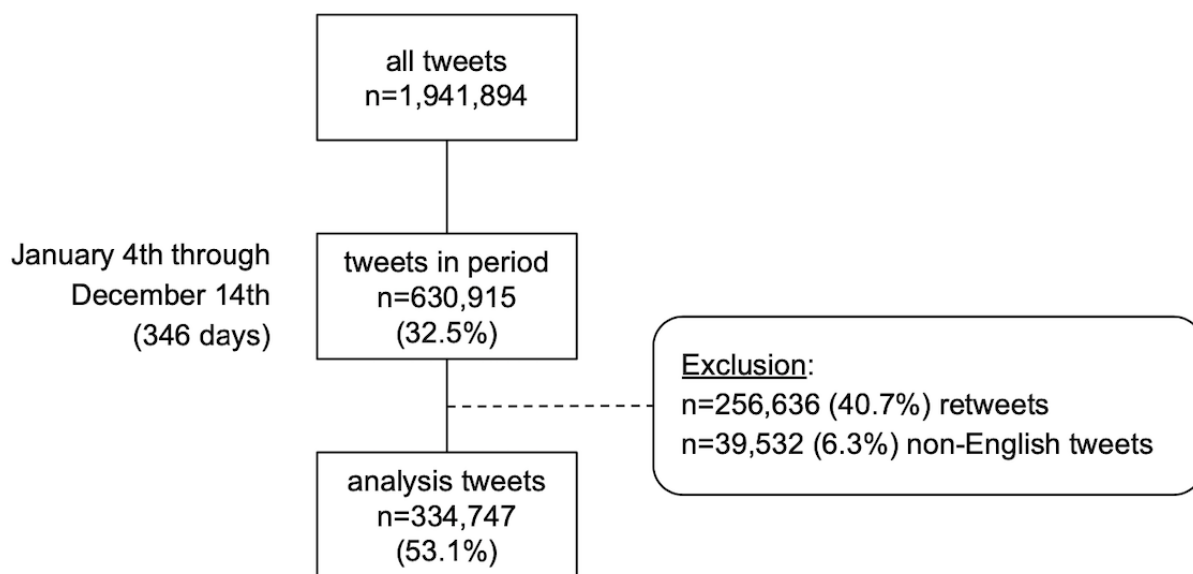 all tweets
n=1,941,894
January 4th through
December 14th
(346 days)
tweets in period
n=630,915
(32.5%)
Exclusion:
n=256,636 (40.7%) retweets
n=39,532 (6.3%) non-English tweets
analysis tweets
n=334,747
(53.1%)